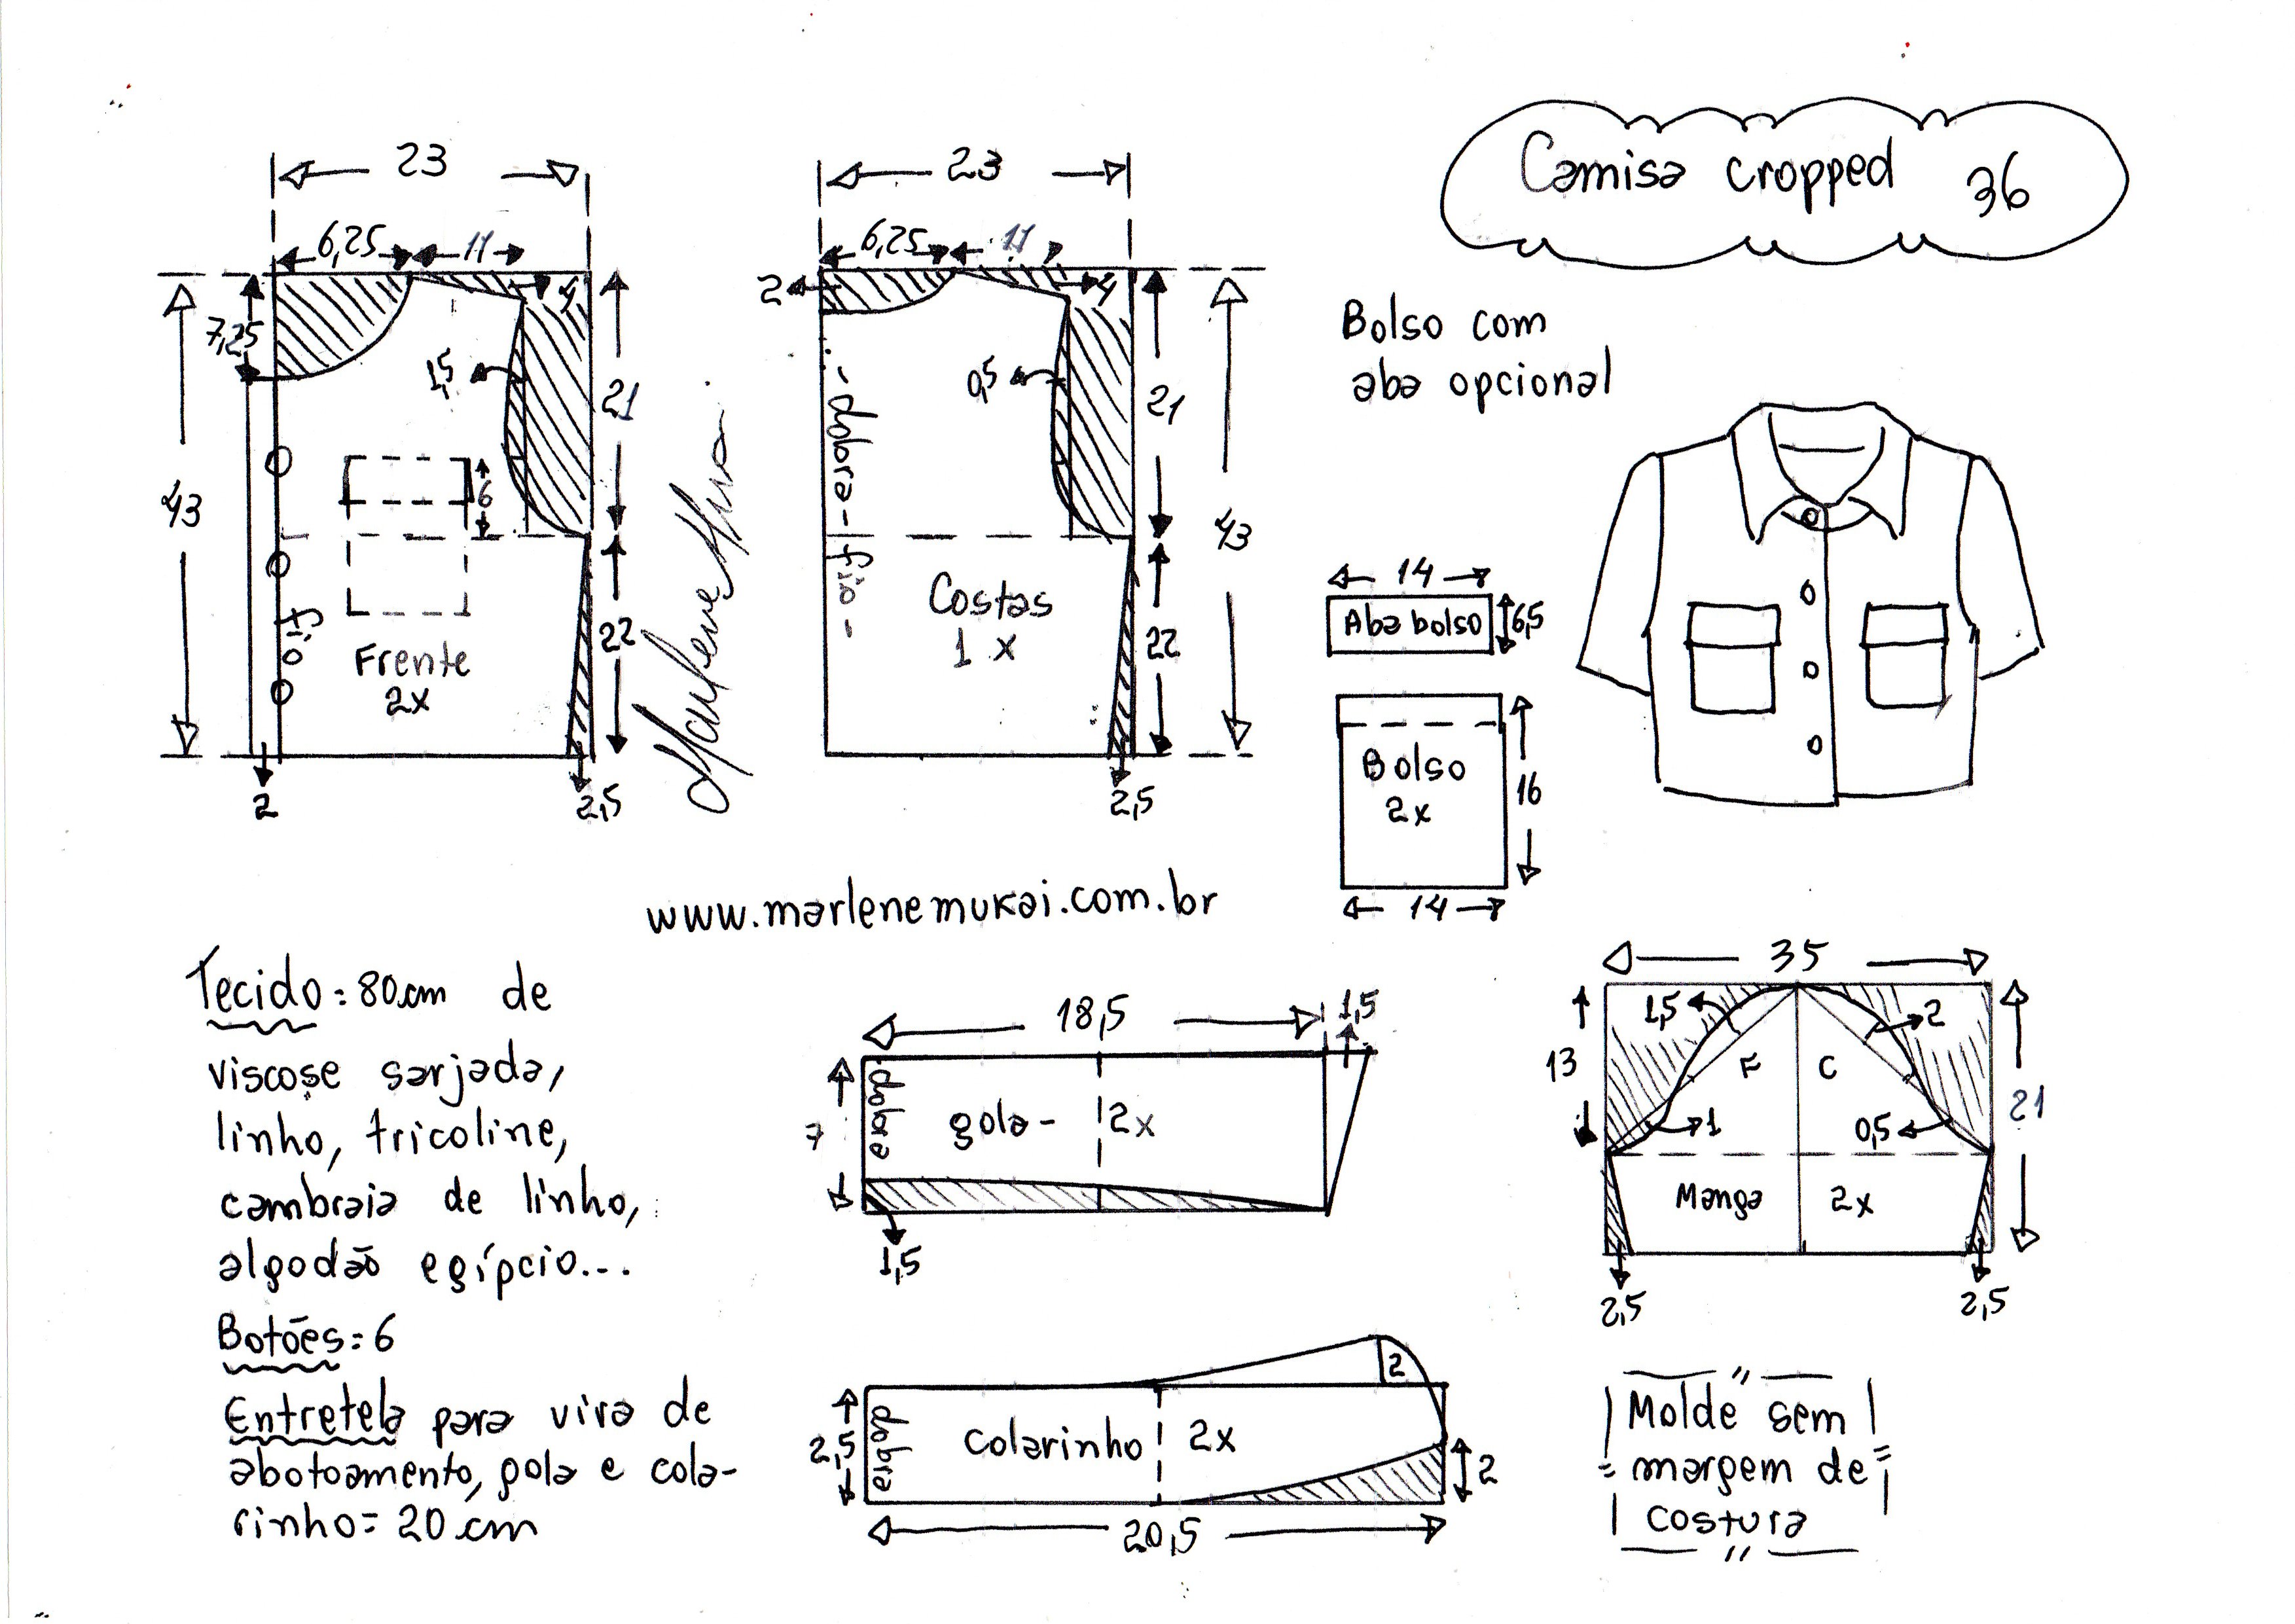 Camisa cropped 36
23
6,25
11
4
7,25
1,5
21
43
6
fio
Frente
2x
22
2
2,5
Marlene Mukai
23
6,25
11
2
4
0,5
21
- dobra - fio -
43
Costas
1 x
22
2,5
Bolso com
aba opcional
14
Aba bolso
6,5
Bolso
2x
16
14
www.marlenemukai.com.br
Tecido = 80cm de
viscose sarjada,
linho, tricoline,
cambraia de linho,
algodão egípcio...
Botões = 6
Entretela para vira de
abotoamento, gola e cola-
rinho = 20 cm
18,5
1,5
7
dobra
gola - 2x
1,5
2
2,5
dobra
Colarinho 2x
2
20,5
35
1,5
2
13
F
C
21
1
0,5
Manga 2x
2,5
2,5
Molde sem
margem de
costura